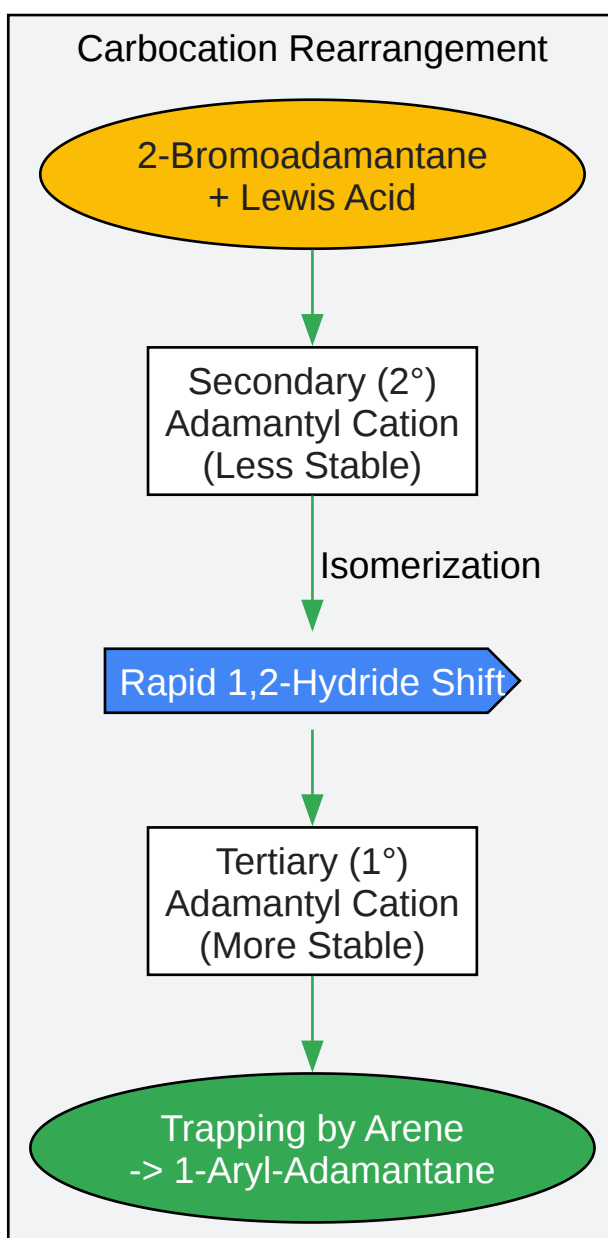 Carbocation Rearrangement
2-Bromoadamantane
+ Lewis Acid
Secondary (2°)
Adamantyl Cation
(Less Stable)
Isomerization
Rapid 1,2-Hydride Shift
Tertiary (1°)
Adamantyl Cation
(More Stable)
Trapping by Arene
-> 1-Aryl-Adamantane